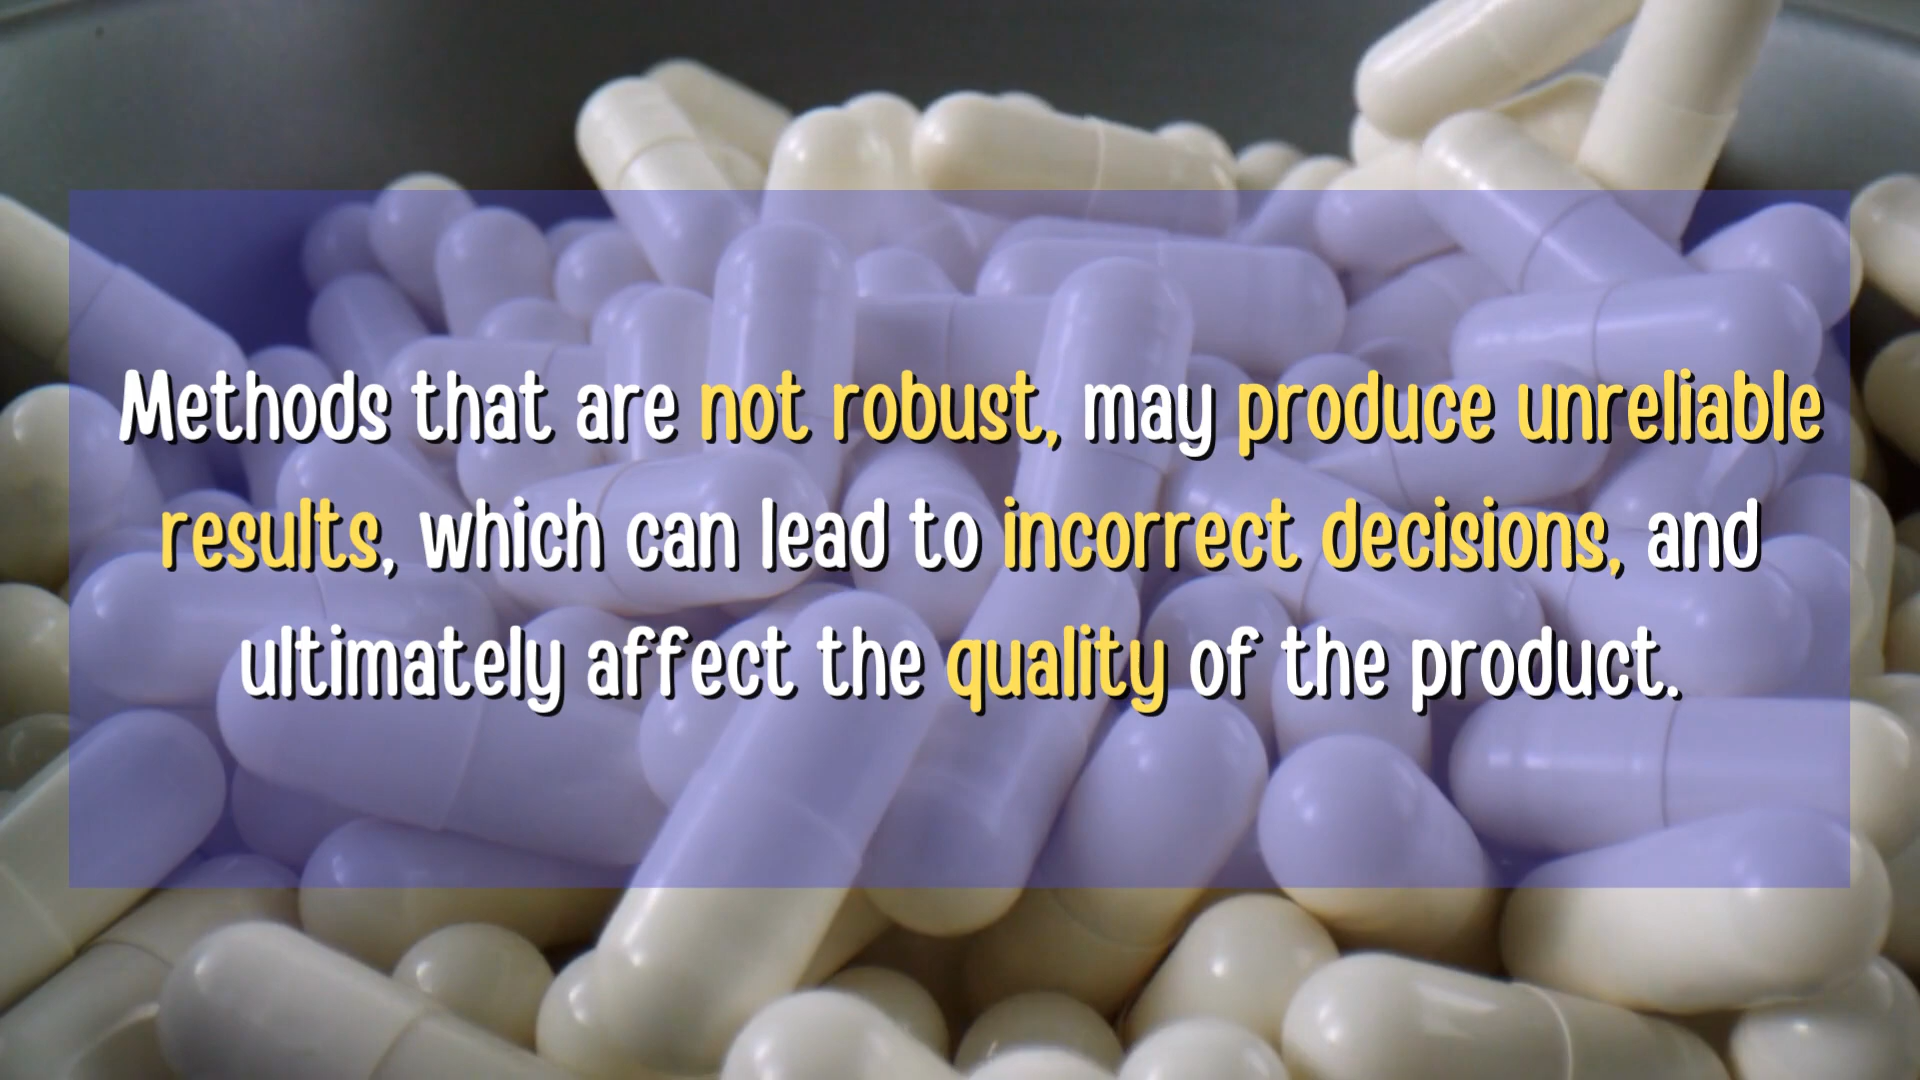 Methods that are not robust, may produce unreliable
results, which can lead to incorrect decisions, and
ultimately affect the quality of the product.